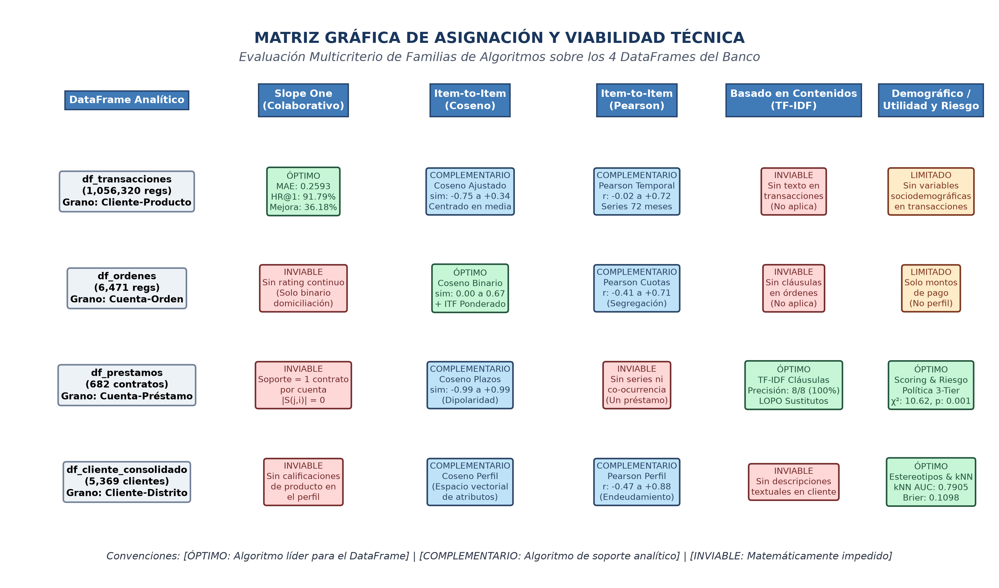 MATRIZ GRÁFICA DE ASIGNACIÓN Y VIABILIDAD TÉCNICA
Evaluación Multicriterio de Familias de Algoritmos sobre los 4 DataFrames del Banco
DataFrame Analítico
Slope One
(Colaborativo)
Item-to-Item
(Coseno)
Item-to-Item
(Pearson)
Basado en Contenidos
(TF-IDF)
Demográfico /
Utilidad y Riesgo
df_transacciones
(1,056,320 regs)
Grano: Cliente-Producto
ÓPTIMO
MAE: 0.2593
HR@1: 91.79%
Mejora: 36.18%
COMPLEMENTARIO
Coseno Ajustado
sim: -0.75 a +0.34
Centrado en media
COMPLEMENTARIO
Pearson Temporal
r: -0.02 a +0.72
Series 72 meses
INVIABLE
Sin texto en
transacciones
(No aplica)
LIMITADO
Sin variables
sociodemográficas
en transacciones
df_ordenes
(6,471 regs)
Grano: Cuenta-Orden
INVIABLE
Sin rating continuo
(Solo binario
domiciliación)
ÓPTIMO
Coseno Binario
sim: 0.00 a 0.67
+ ITF Ponderado
COMPLEMENTARIO
Pearson Cuotas
r: -0.41 a +0.71
(Segregación)
INVIABLE
Sin cláusulas
en órdenes
(No aplica)
LIMITADO
Solo montos
de pago
(No perfil)
df_prestamos
(682 contratos)
Grano: Cuenta-Préstamo
INVIABLE
Soporte = 1 contrato
por cuenta
|S(j,i)| = 0
COMPLEMENTARIO
Coseno Plazos
sim: -0.99 a +0.99
(Dipolaridad)
INVIABLE
Sin series ni
co-ocurrencia
(Un préstamo)
ÓPTIMO
TF-IDF Cláusulas
Precisión: 8/8 (100%)
LOPO Sustitutos
ÓPTIMO
Scoring & Riesgo
Política 3-Tier
χ²: 10.62, p: 0.001
df_cliente_consolidado
(5,369 clientes)
Grano: Cliente-Distrito
INVIABLE
Sin calificaciones
de producto en
el perfil
COMPLEMENTARIO
Coseno Perfil
(Espacio vectorial
de atributos)
COMPLEMENTARIO
Pearson Perfil
r: -0.47 a +0.88
(Endeudamiento)
INVIABLE
Sin descripciones
textuales en cliente
ÓPTIMO
Estereotipos & kNN
kNN AUC: 0.7905
Brier: 0.1098
Convenciones: [ÓPTIMO: Algoritmo líder para el DataFrame] | [COMPLEMENTARIO: Algoritmo de soporte analítico] | [INVIABLE: Matemáticamente impedido]